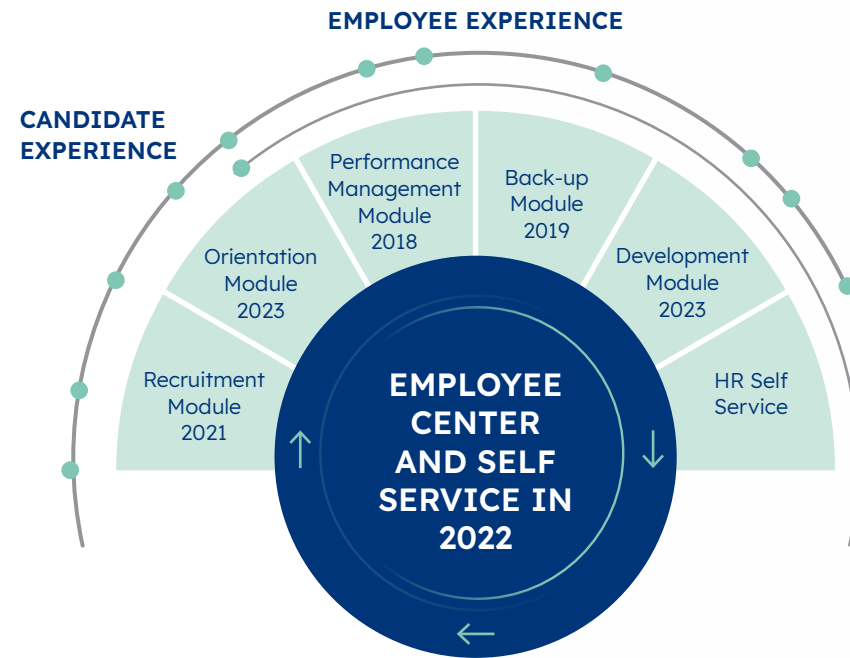 EMPLOYEE EXPERIENCE
CANDIDATE
EXPERIENCE
Recruitment
Module
2021
Orientation
Module
2023
Performance
Management
Module
2018
Back-up
Module
2019
Development
Module
2023
HR Self
Service
EMPLOYEE
CENTER
AND SELF
SERVICE IN
2022